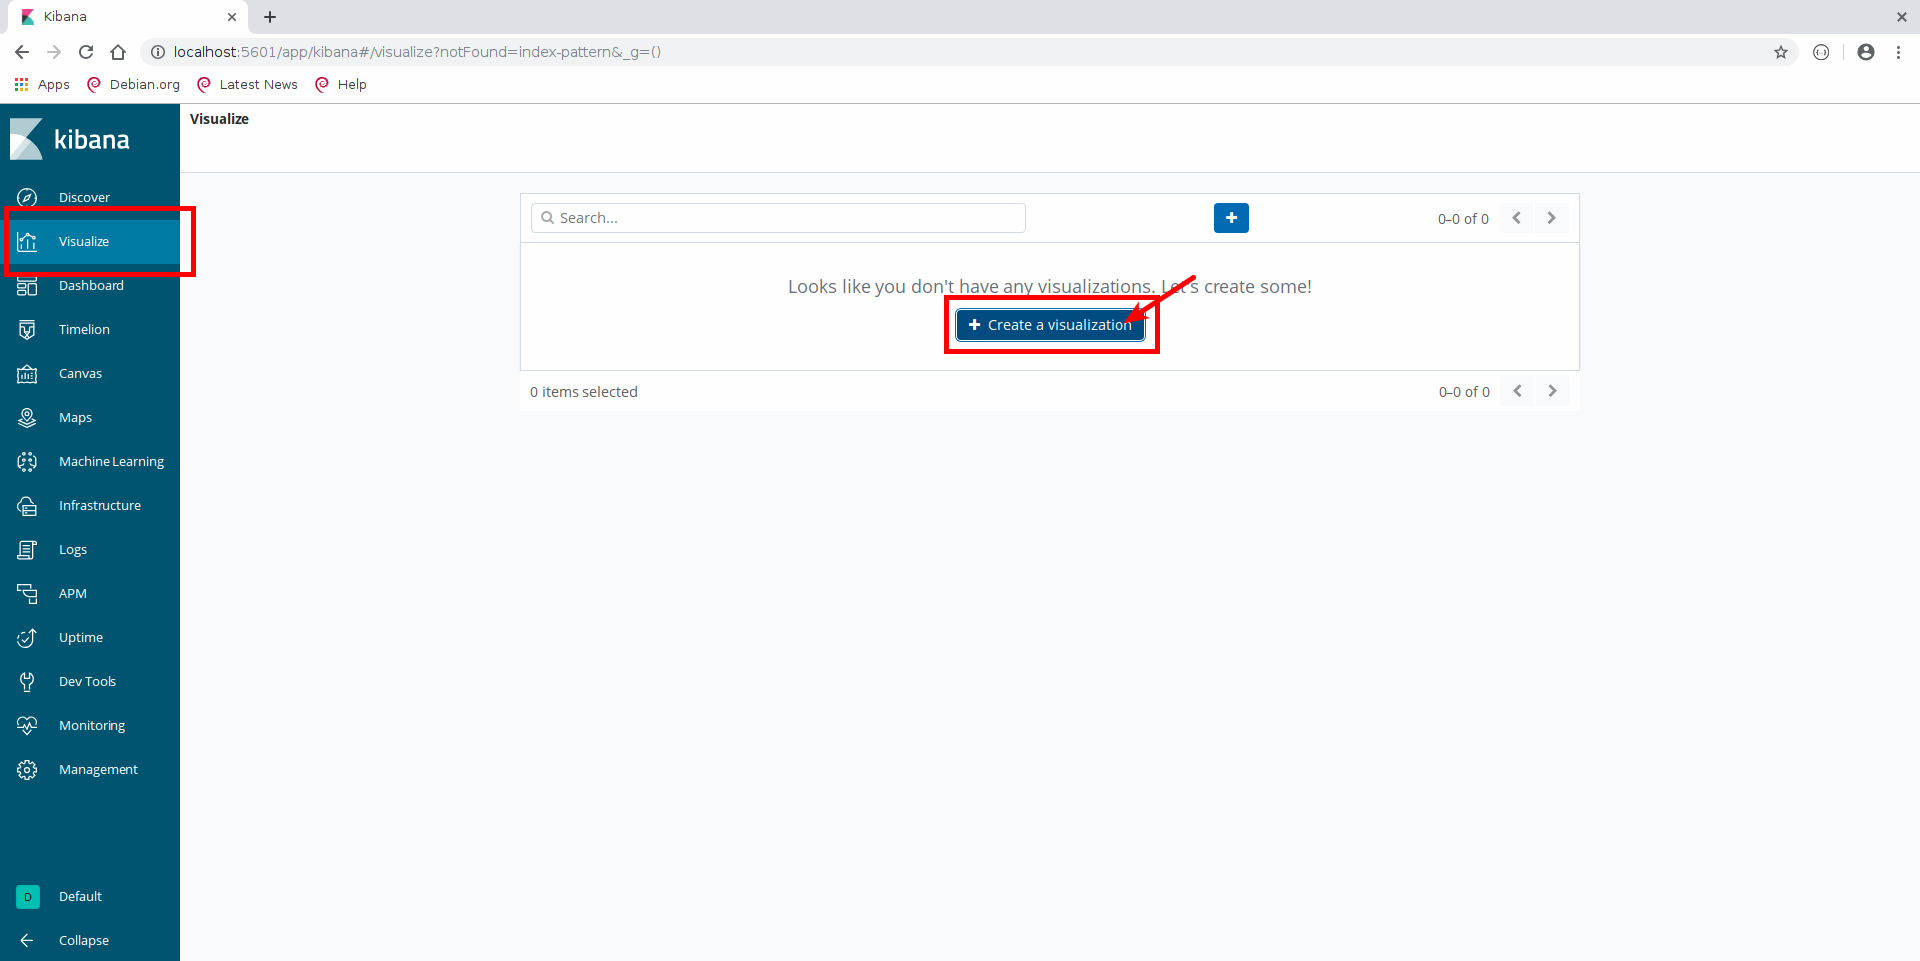 Kibana
localhost:5601/app/kibana#/visualize?notFound=index-pattern&_g=()
Apps Debian.org Latest News Help
kibana
Visualize
Discover
Visualize
Dashboard
Timelion
Canvas
Maps
Machine Learning
Infrastructure
Logs
APM
Uptime
Dev Tools
Monitoring
Management
D Default
Collapse
Search...
0–0 of 0
Looks like you don't have any visualizations. Let's create some!
Create a visualization
0 items selected
0–0 of 0